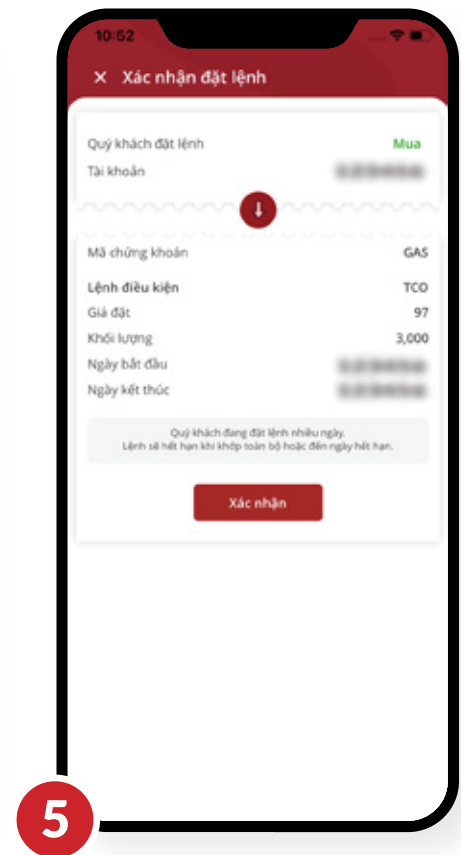 10:52
× Xác nhận đặt lệnh
Quý khách đặt lệnh Mua
Tài khoản
Mã chứng khoán GAS
Lệnh điều kiện TCO
Giá đặt 97
Khối lượng 3,000
Ngày bắt đầu
Ngày kết thúc
Quý khách đang đặt lệnh nhiều ngày.
Lệnh sẽ hết hạn khi khớp toàn bộ hoặc đến ngày hết hạn.
Xác nhận
5